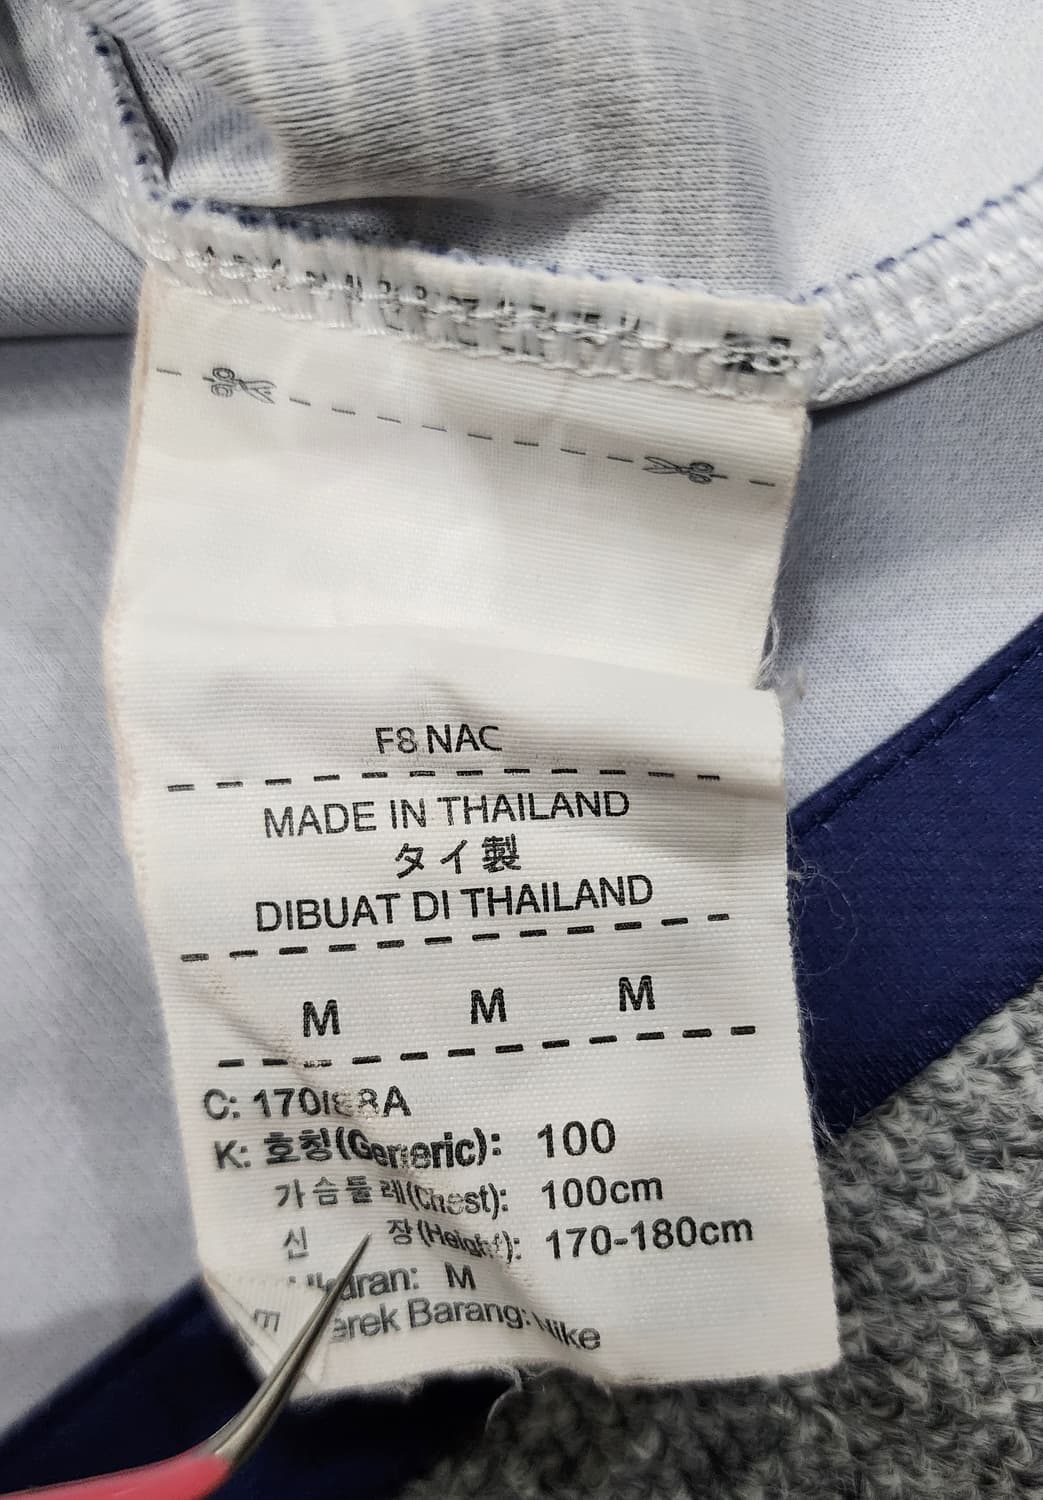 F8 NAC
MADE IN THAILAND
タイ製
DIBUAT DI THAILAND
M M M
C: 170/88A
K: 호칭(Generic): 100
가슴둘레(Chest): 100cm
신 장(Height): 170-180cm
M
Barang: Nike